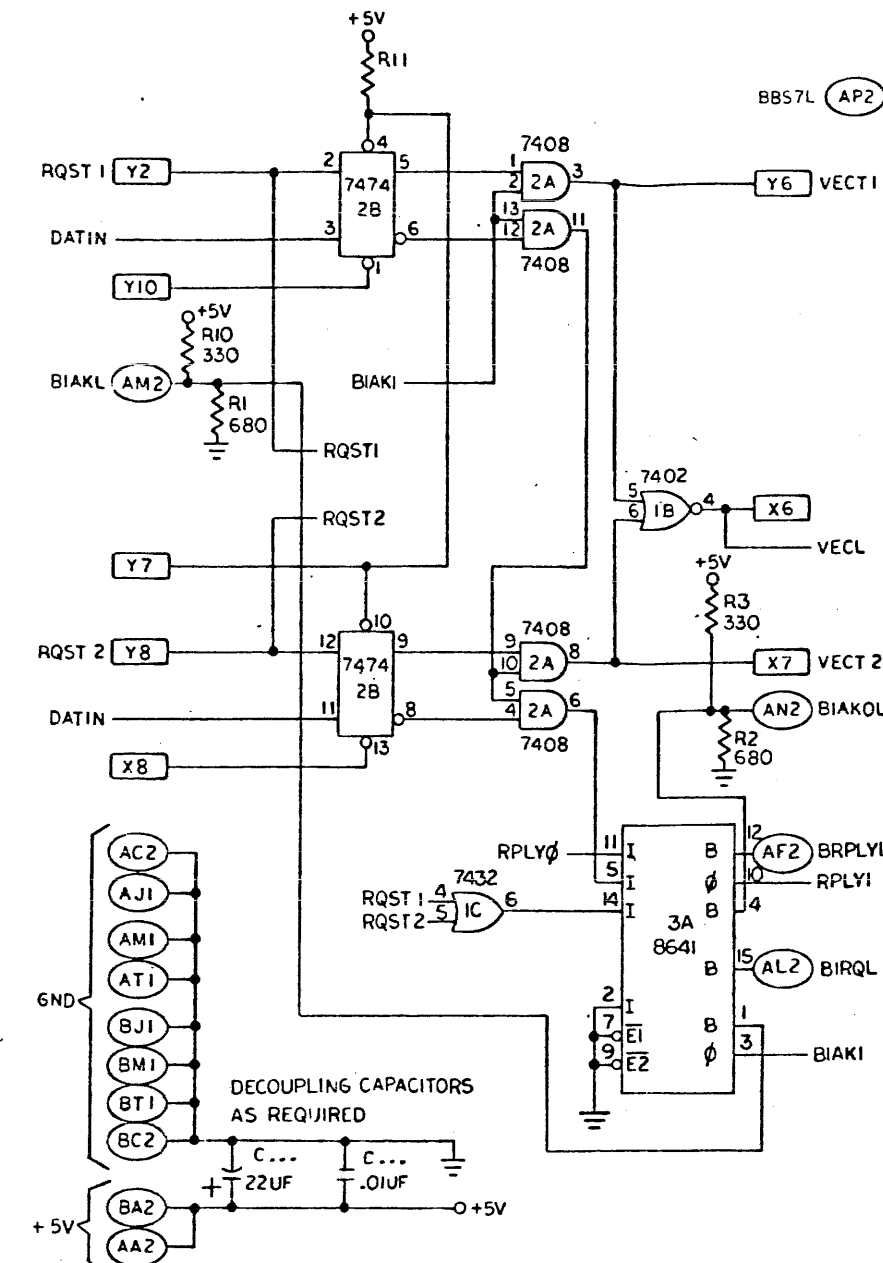 +5V
R11
BBS7L AP2
4
7408
RQST 1 Y2 2 5 1 3 Y6 VECT1
7474 2 2A
2B 13 11
DATIN 3 6 12 2A
1 7408
Y10
+5V
R10
330
BIAKL AM2 BIAKI
R1
680
RQST1
7402
5 4 X6
RQST2 6 1B
VECL
Y7 +5V
R3
330
10 7408
RQST 2 Y8 12 9 9 8 X7 VECT 2
7474 10 2A
2B 5 6 AN2 BIAKOL
DATIN 11 8 4 2A
R2
680
13 7408
X8
12
AC2 RPLYØ 11 I B AF2 BRPLYL
7432 5 I Ø 10 RPLYI
AJ1 RQST 1 4 6 14 I B 4
RQST 2 5 1C
AM1 3A
8641
AT1 B 15 AL2 BIRQL
GND 2 I
BJ1 7 E1 B 1
BM1 9 E2 Ø 3 BIAKI
BT1 DECOUPLING CAPACITORS
AS REQUIRED
BC2
C... C...
+ 22UF .01UF
BA2 +5V
+5V
AA2